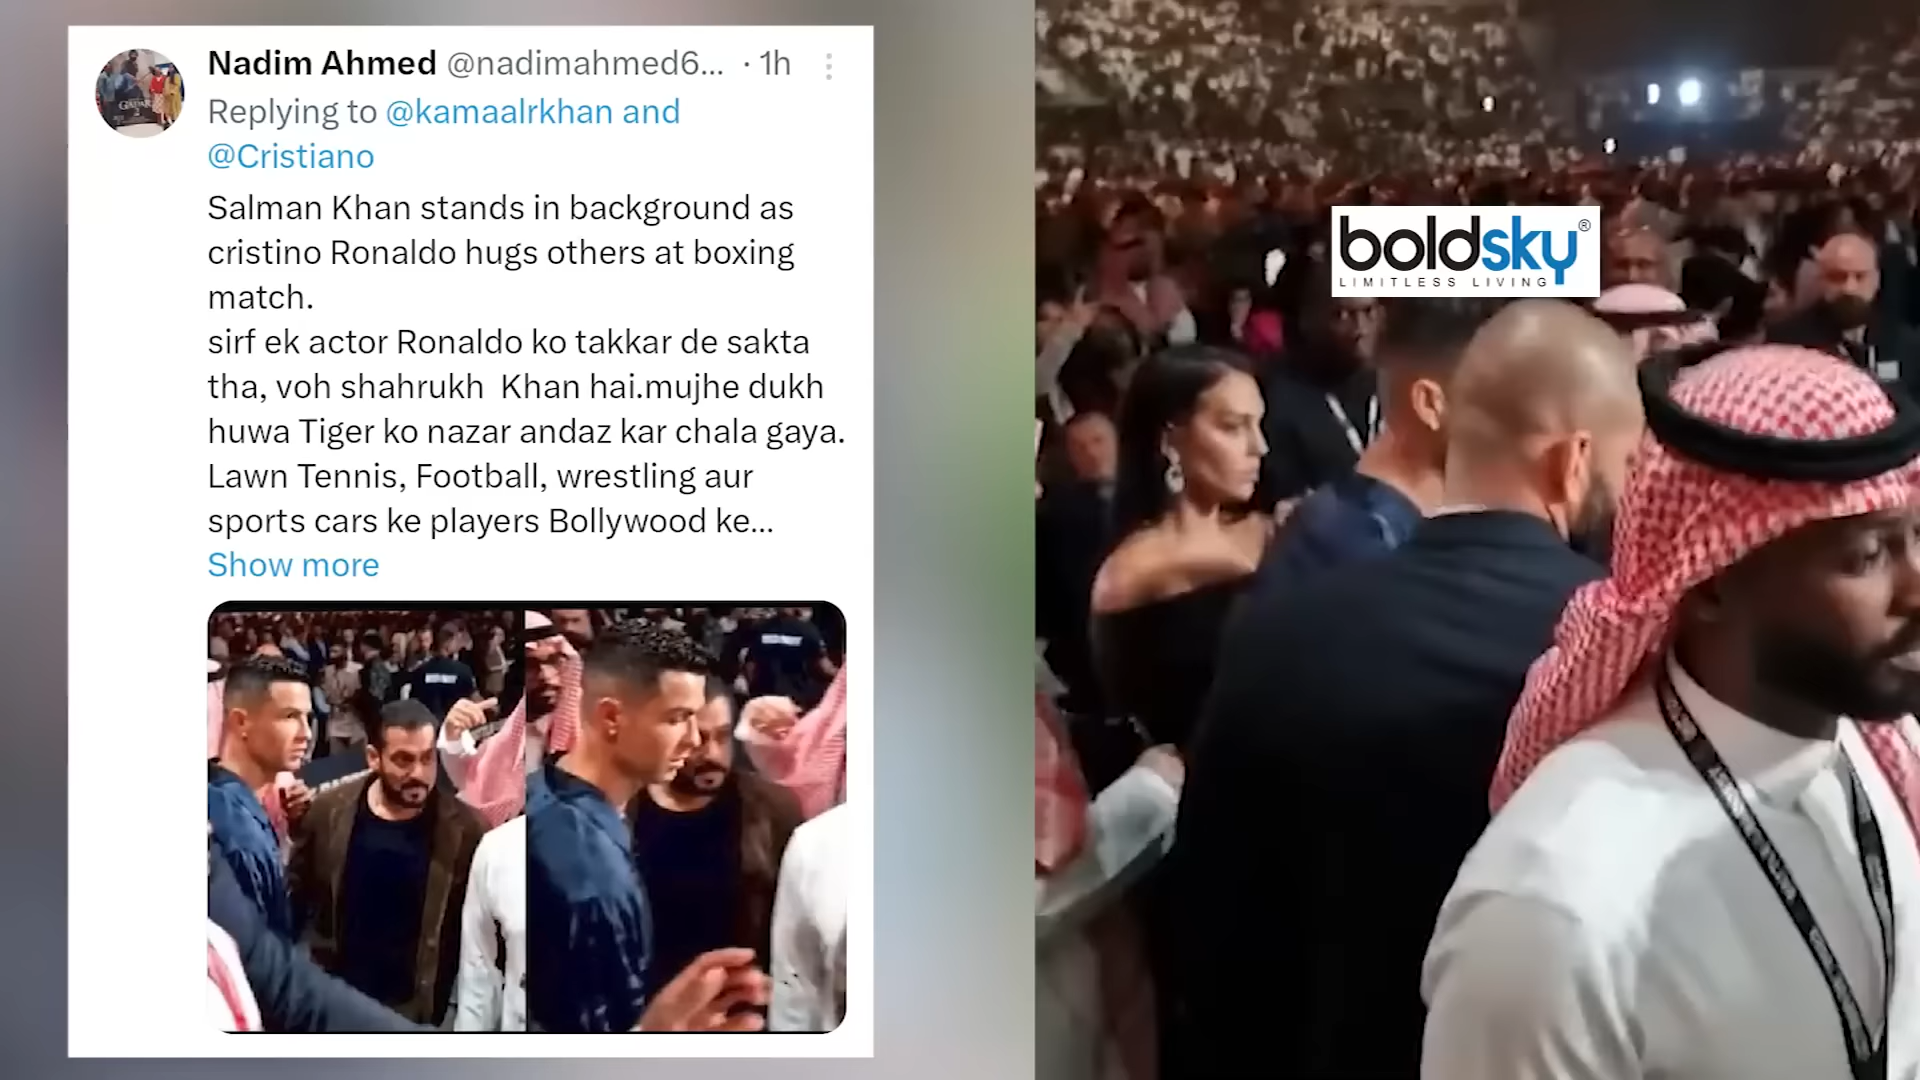 Nadim Ahmed @nadimahmed6... · 1h
Replying to @kamaalrkhan and
@Cristiano
Salman Khan stands in background as
cristino Ronaldo hugs others at boxing
match.
sirf ek actor Ronaldo ko takkar de sakta
tha, voh shahrukh Khan hai.mujhe dukh
huwa Tiger ko nazar andaz kar chala gaya.
Lawn Tennis, Football, wrestling aur
sports cars ke players Bollywood ke...
Show more
boldsky®
LIMITLESS LIVING